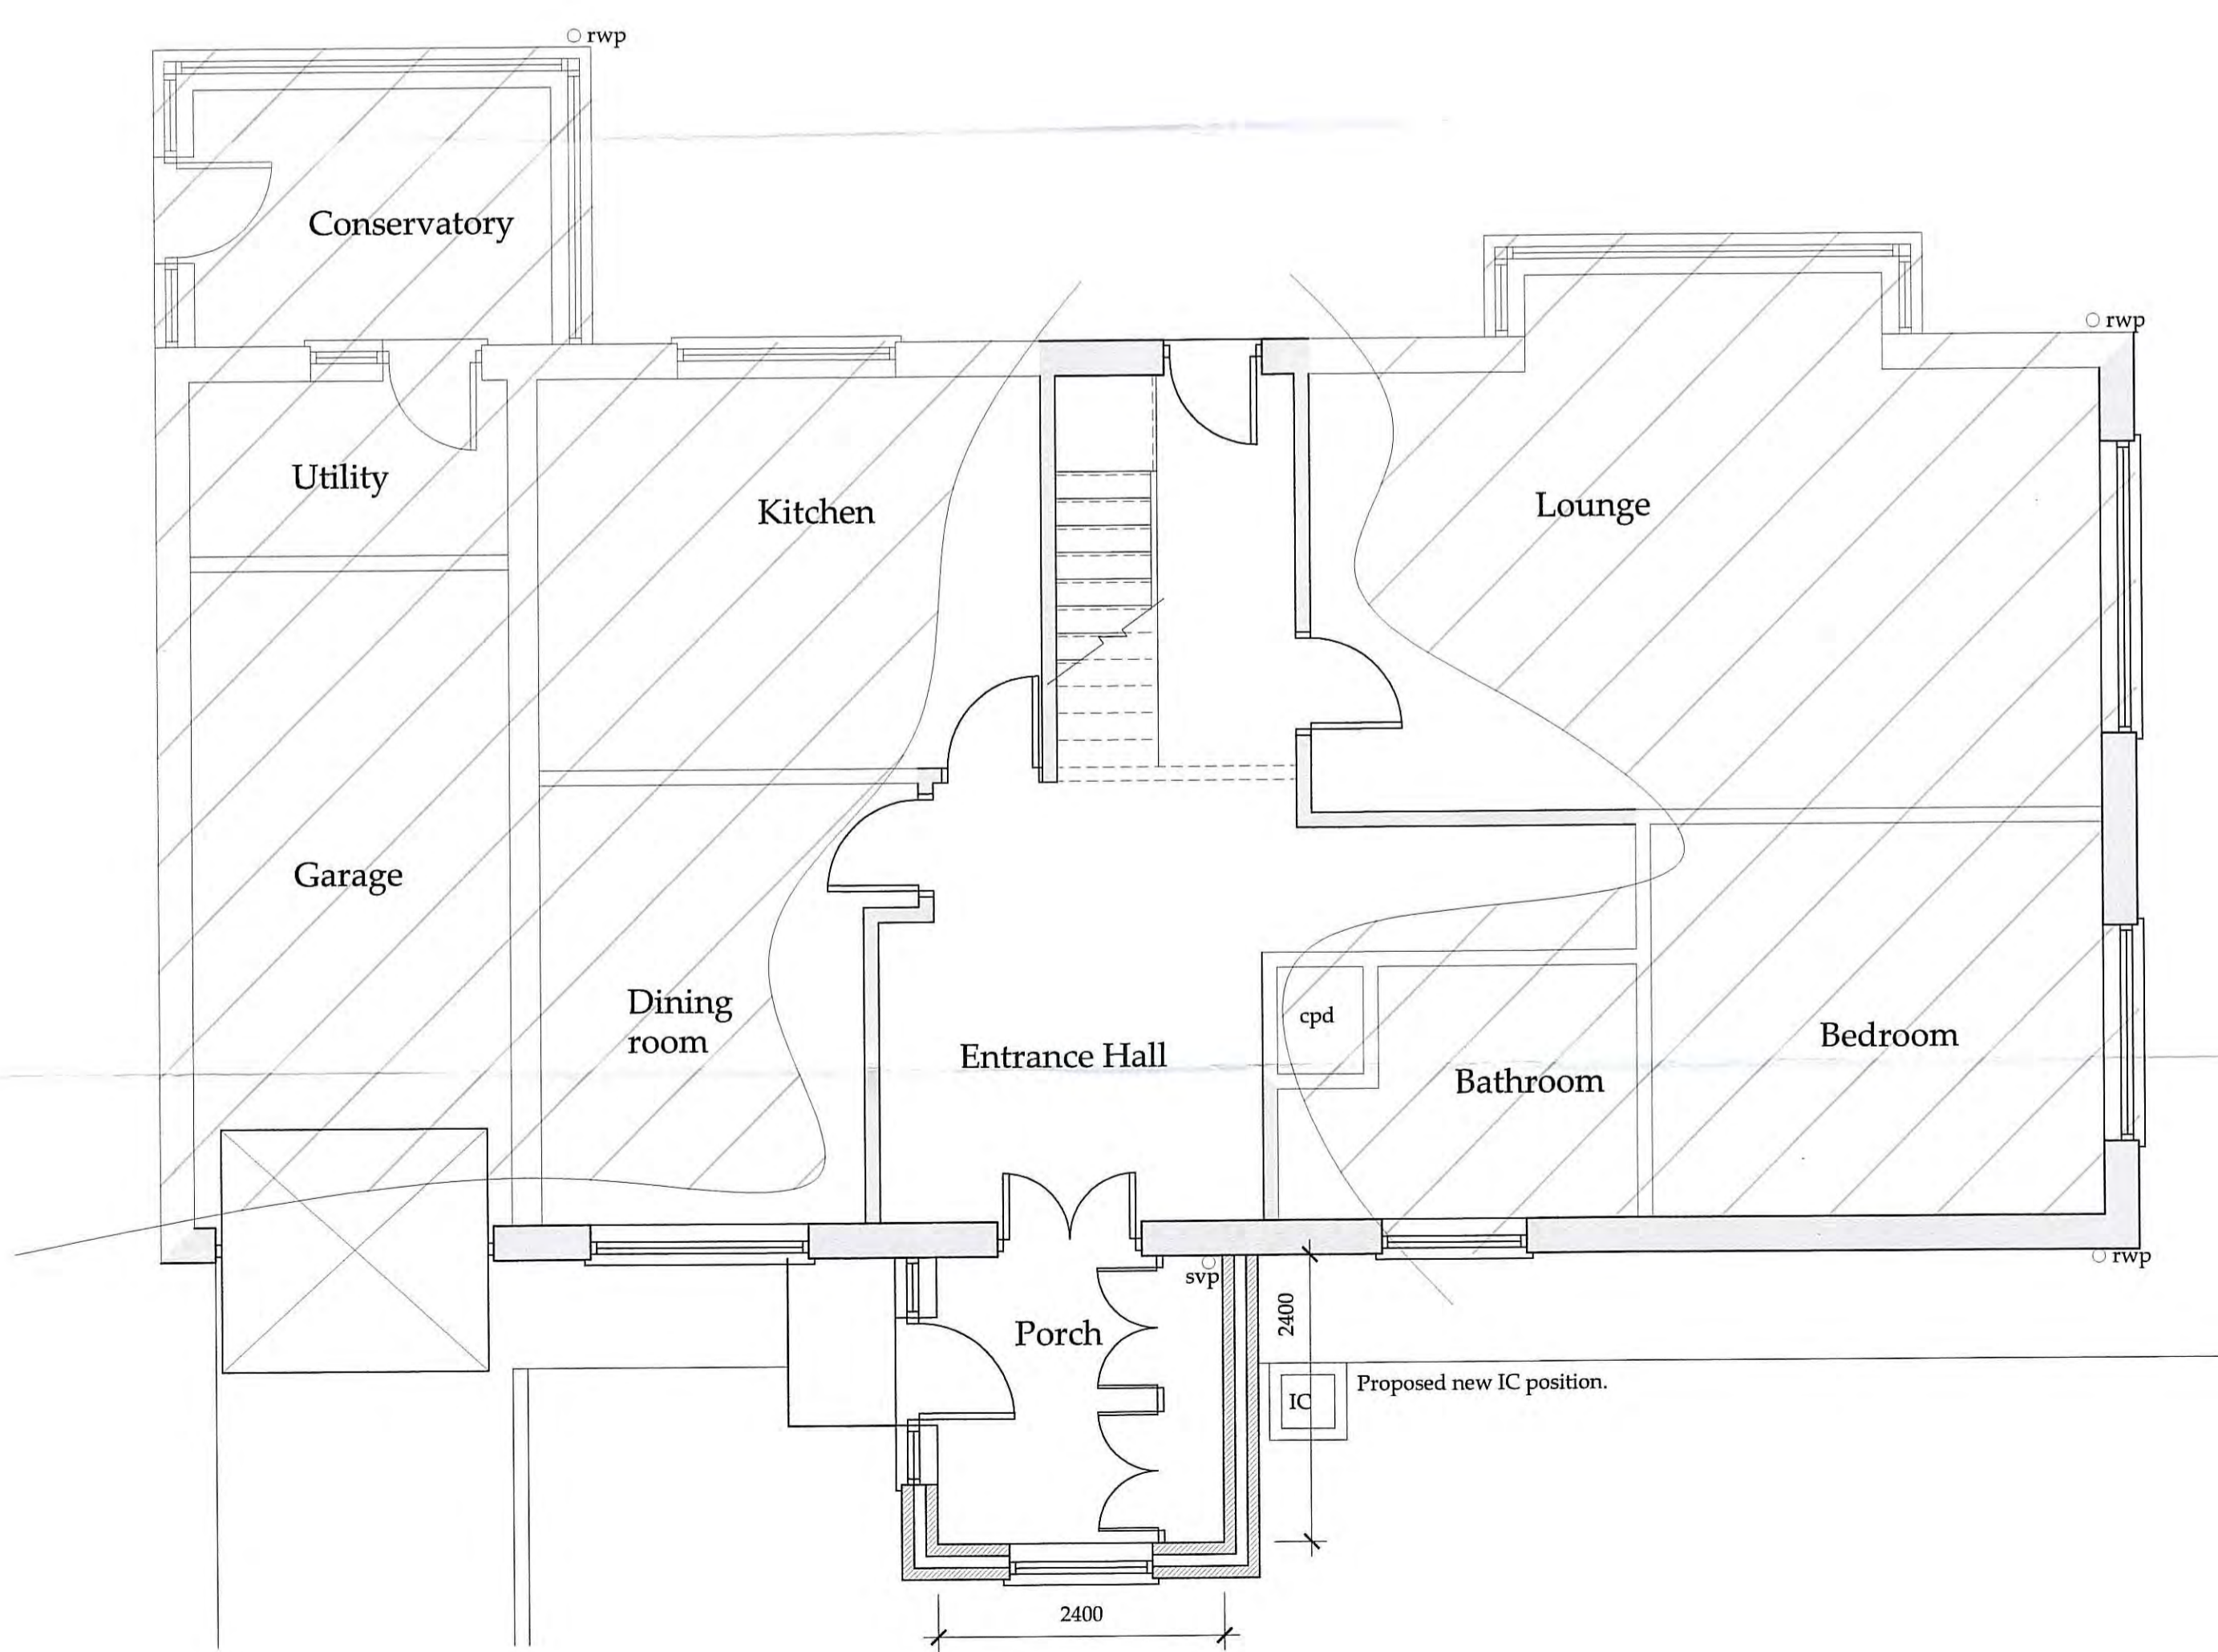 rwp
Conservatory
rwp
Utility
Kitchen
Lounge
Garage
Dining
room
cpd
Entrance Hall
Bathroom
Bedroom
svp
rwp
2400
Porch
IC
Proposed new IC position.
2400